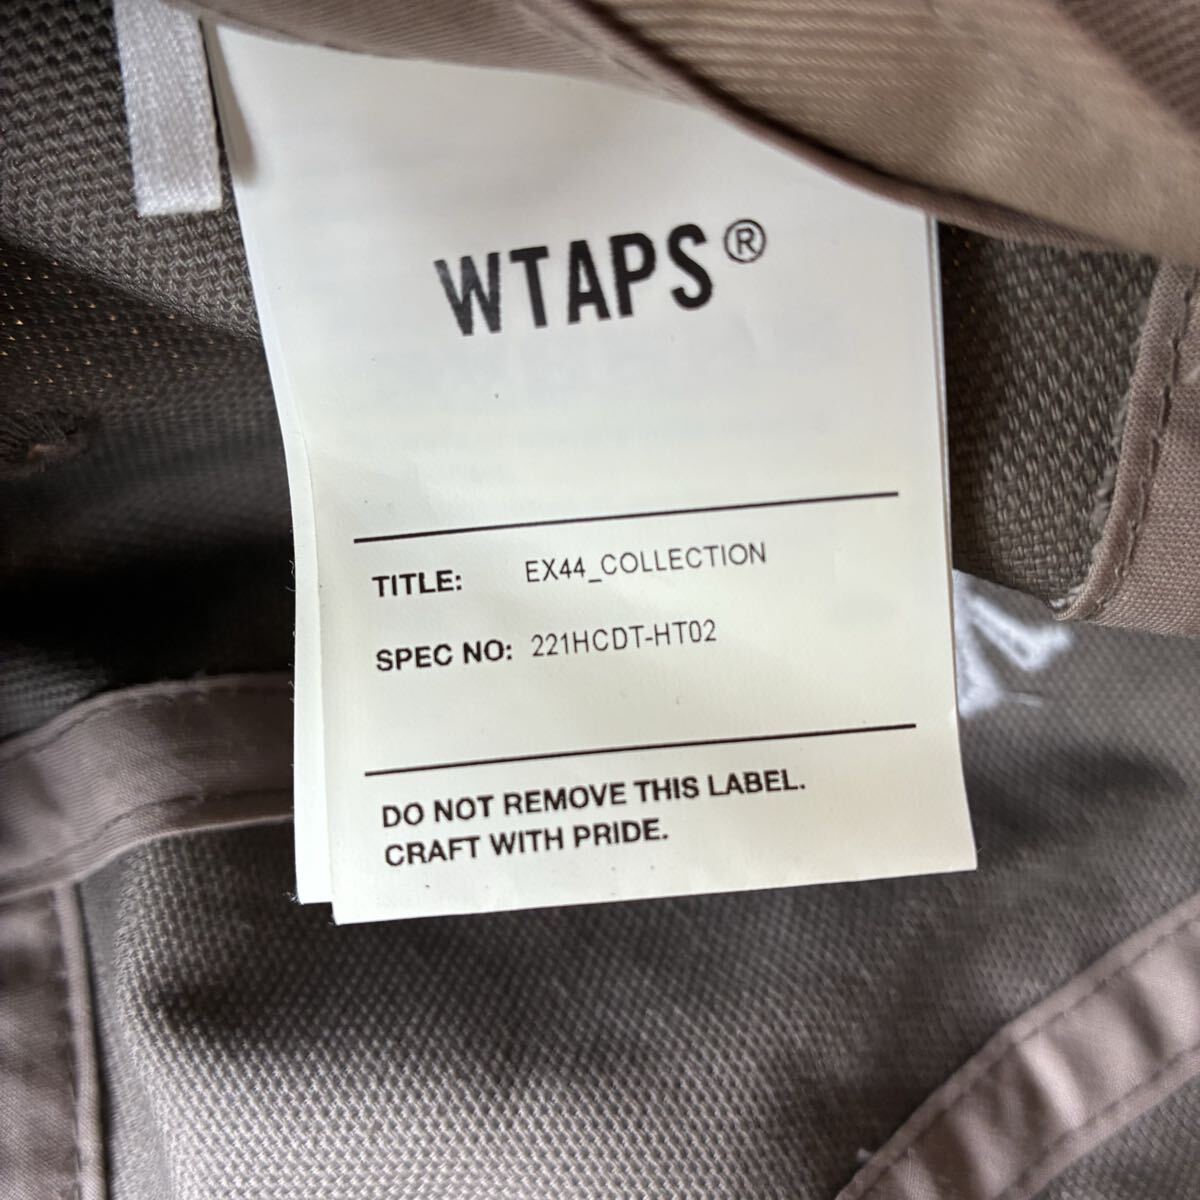 WTAPS®
TITLE: EX44_COLLECTION
SPEC NO: 221HCDT-HT02
DO NOT REMOVE THIS LABEL.
CRAFT WITH PRIDE.